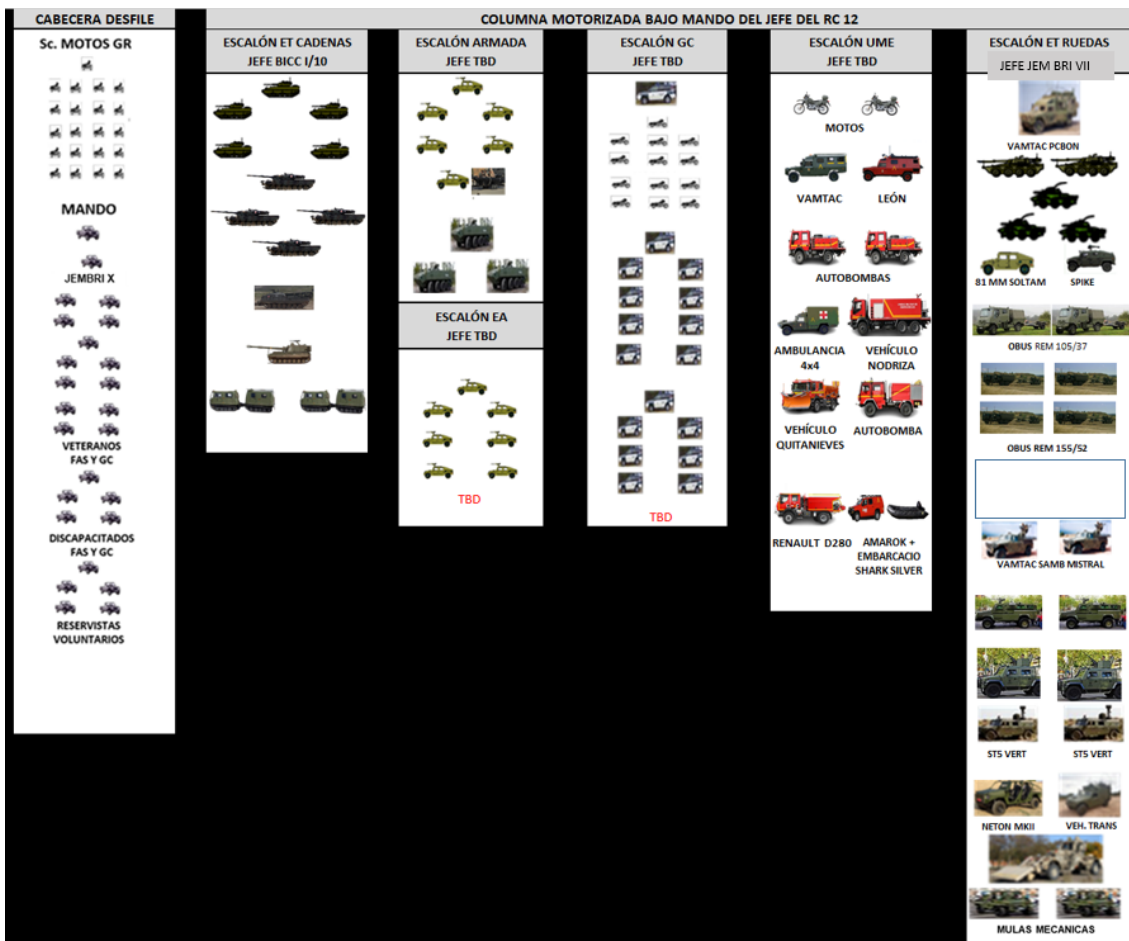 CABECERA DESFILE
Sc. MOTOS GR
MANDO
JEMBRI X
VETERANOS
FAS Y GC
DISCAPACITADOS
FAS Y GC
RESERVISTAS
VOLUNTARIOS
COLUMNA MOTORIZADA BAJO MANDO DEL JEFE DEL RC 12
ESCALÓN ET CADENAS
JEFE BICC I/10
ESCALÓN ARMADA
JEFE TBD
ESCALÓN EA
JEFE TBD
TBD
ESCALÓN GC
JEFE TBD
TBD
ESCALÓN UME
JEFE TBD
MOTOS
VAMTAC
LEÓN
AUTOBOMBAS
AMBULANCIA
4x4
VEHÍCULO
NODRIZA
VEHÍCULO
QUITANIEVES
AUTOBOMBA
RENAULT D280
AMAROK +
EMBARCACIO
SHARK SILVER
ESCALÓN ET RUEDAS
JEFE JEM BRI VII
VAMTAC PCBON
81 MM SOLTAM
SPIKE
OBUS REM 105/37
OBUS REM 155/52
VAMTAC SAMB MISTRAL
ST5 VERT
ST5 VERT
NETON MKII
VEH. TRANS
MULAS MECANICAS